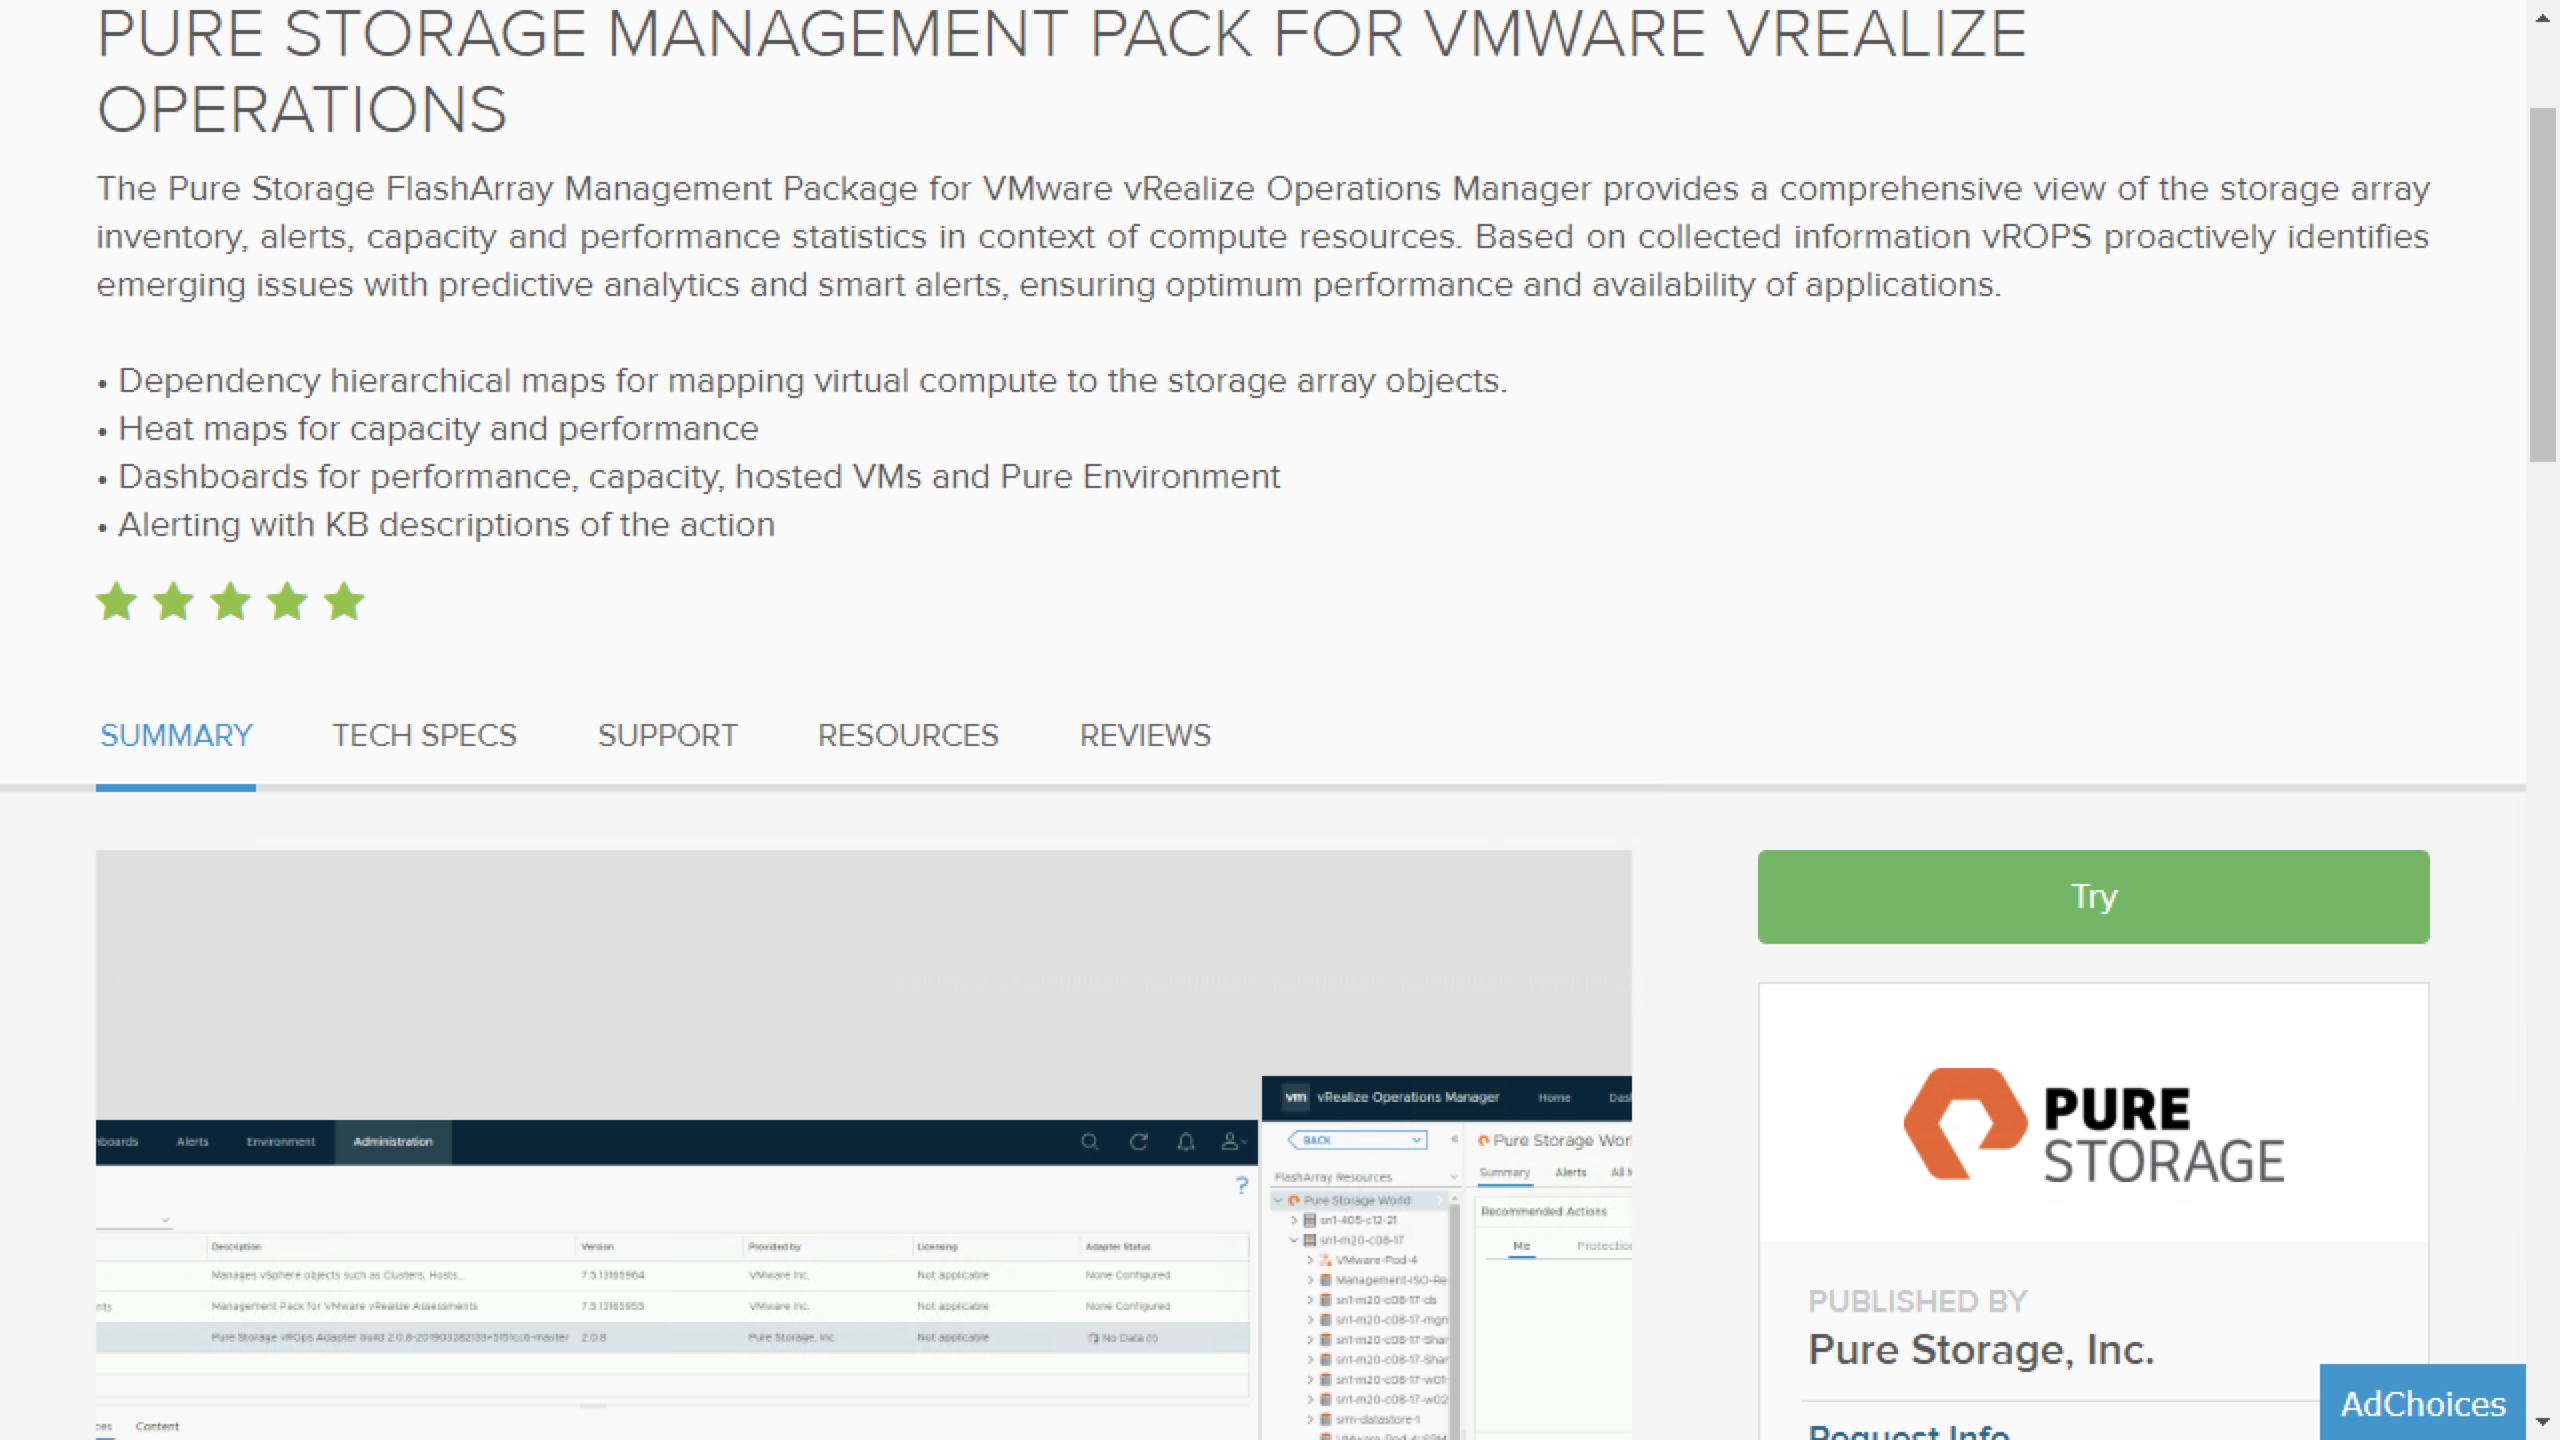 PURE STORAGE MANAGEMENT PACK FOR VMWARE VREALIZE
OPERATIONS
The Pure Storage FlashArray Management Package for VMware vRealize Operations Manager provides a comprehensive view of the storage array
inventory, alerts, capacity and performance statistics in context of compute resources. Based on collected information vROPS proactively identifies
emerging issues with predictive analytics and smart alerts, ensuring optimum performance and availability of applications.
• Dependency hierarchical maps for mapping virtual compute to the storage array objects.
• Heat maps for capacity and performance
• Dashboards for performance, capacity, hosted VMs and Pure Environment
• Alerting with KB descriptions of the action
SUMMARY TECH SPECS SUPPORT RESOURCES REVIEWS
Try
PURE
STORAGE
PUBLISHED BY
Pure Storage, Inc.
Request Info
AdChoices
boards Alerts Environment Administration
?
Description Version Provided by Licensing Adapter Status
Manages vSphere objects such as Clusters, Hosts... 7.5.13165964 VMware Inc. Not applicable None Configured
nts Management Pack for VMware vRealize Assessments 7.5.13165955 VMware Inc. Not applicable None Configured
Pure Storage vROps Adapter build 2.0.8 Pure Storage, Inc. Not applicable No Data (1)
Content
vm vRealize Operations Manager Home Das
BACK
Pure Storage Wor
FlashArray Resources
Summary Alerts All
Pure Storage World
Recommended Actions
sn1-405-c12-21
sn1-m20-c08-17
Me Protectio
VMware-Pod-4
Management-ISO-Re
sn1-m20-c08-17-ds
sn1-m20-c08-17-mgn
sn1-m20-c08-17-Shar
sn1-m20-c08-17-Shar
sn1-m20-c08-17-w01-
sn1-m20-c08-17-w02
srm-datastore-1